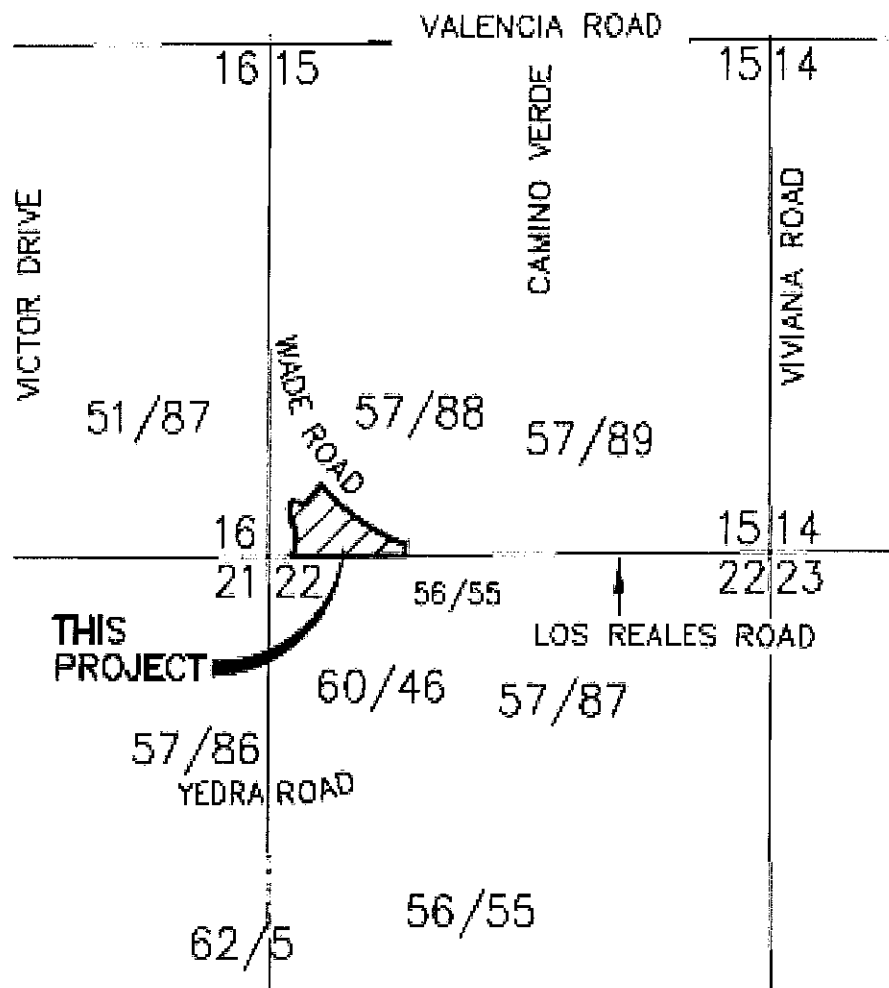 VALENCIA ROAD
16 15
15 14
VICTOR DRIVE
CAMINO VERDE
VIVIANA ROAD
WADE ROAD
51/87
57/88
57/89
16
15 14
21 22
22 23
56/55
THIS
PROJECT
LOS REALES ROAD
60/46
57/87
57/86
YEDRA ROAD
56/55
62/5